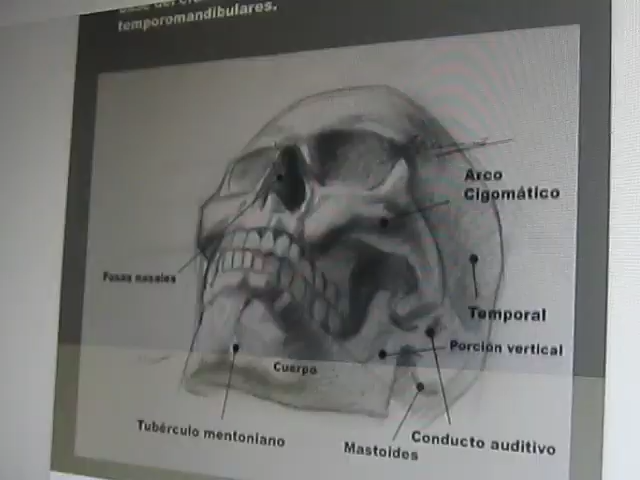 temporomandibulares.
Arco
Cigomático
Fosas nasales
Temporal
Porción vertical
Cuerpo
Tubérculo mentoniano
Conducto auditivo
Mastoides